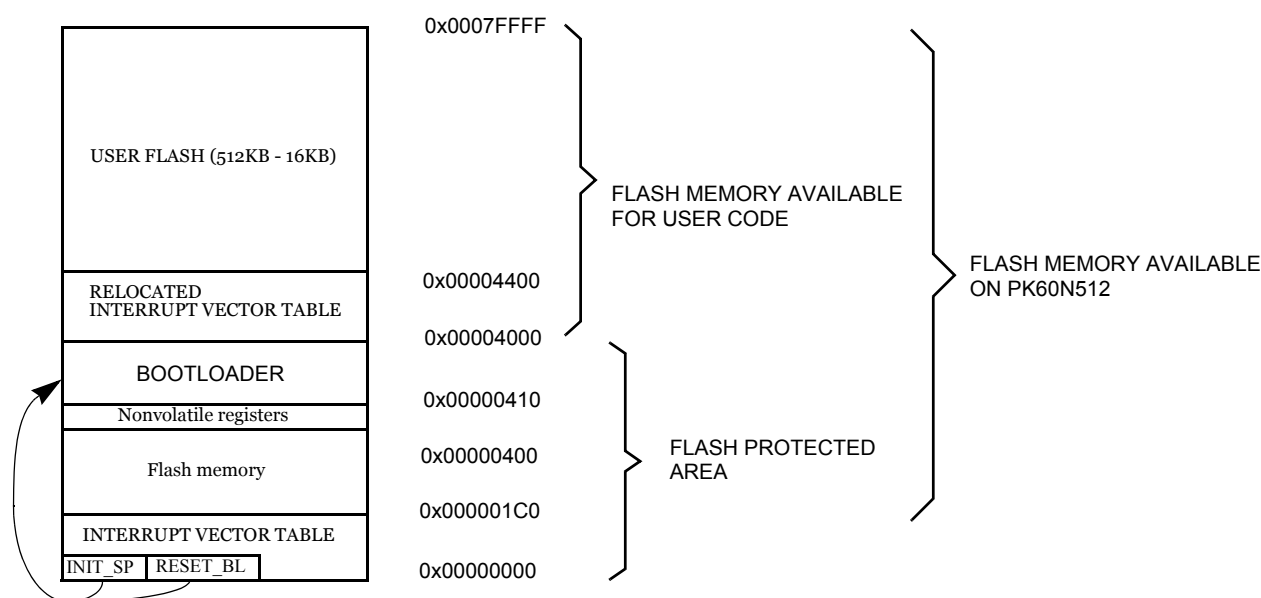 0x0007FFFF
USER FLASH (512KB - 16KB)
FLASH MEMORY AVAILABLE
FOR USER CODE
FLASH MEMORY AVAILABLE
ON PK60N512
0x00004400
RELOCATED
INTERRUPT VECTOR TABLE
0x00004000
BOOTLOADER
0x00000410
Nonvolatile registers
FLASH PROTECTED
AREA
0x00000400
Flash memory
0x000001C0
INTERRUPT VECTOR TABLE
INIT_SP RESET_BL
0x00000000